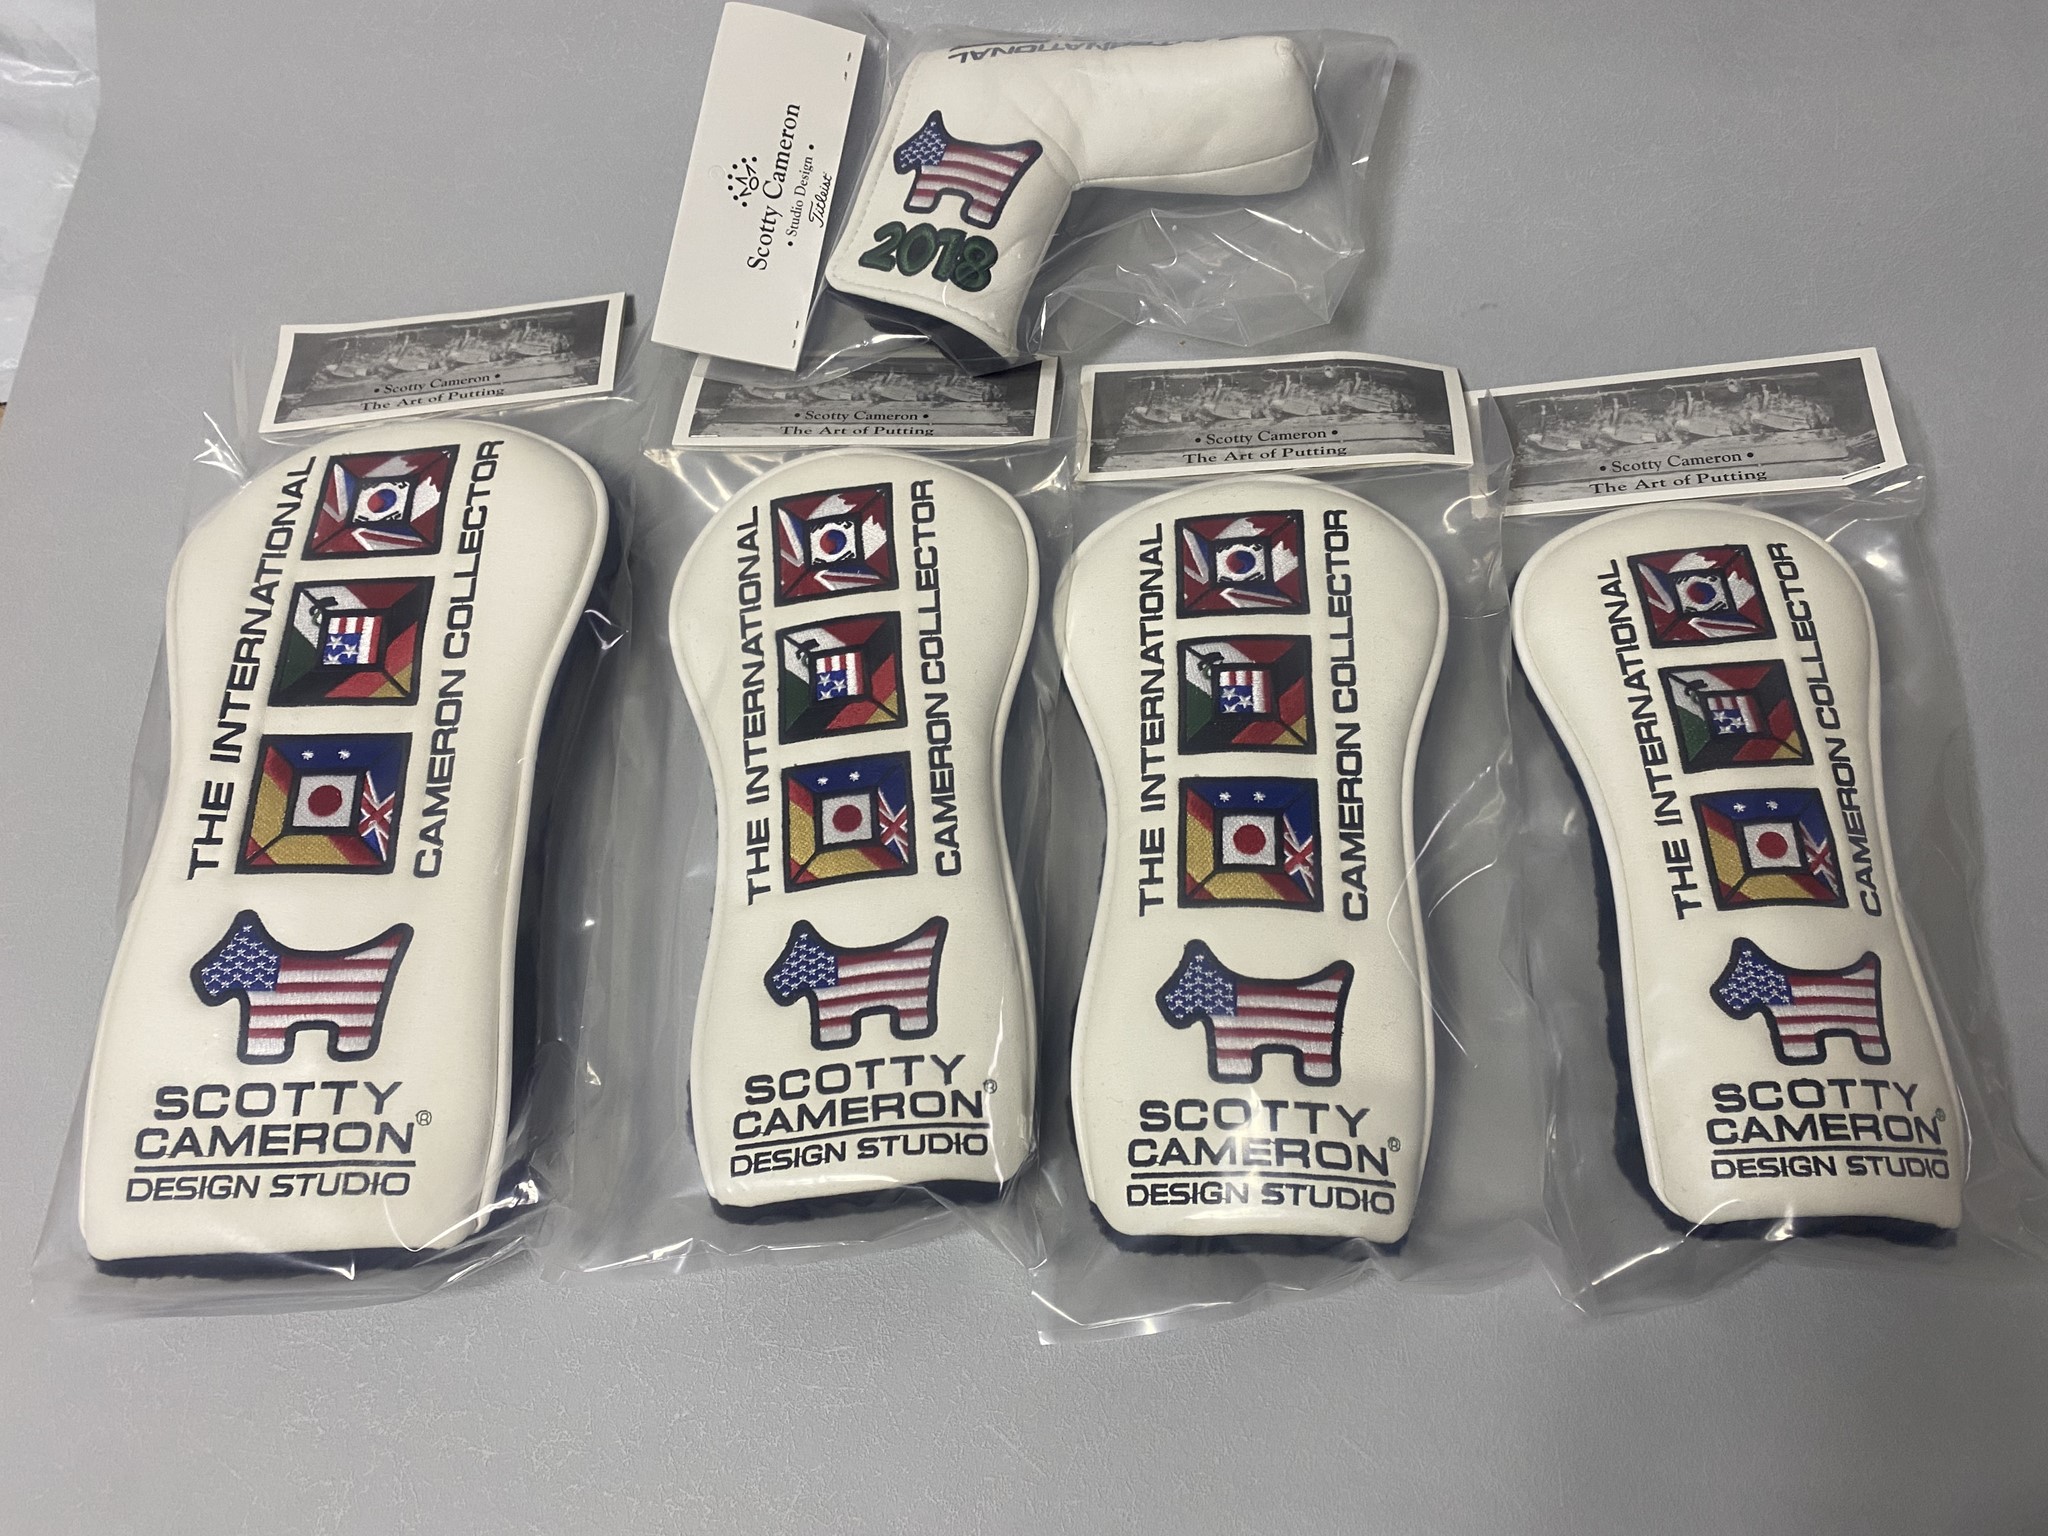 INTERNATIONAL
2018
Scotty Cameron
• Studio Design •
Titleist
• Scotty Cameron •
The Art of Putting
• Scotty Cameron •
The Art of Putting
• Scotty Cameron •
The Art of Putting
• Scotty Cameron •
The Art of Putting
THE INTERNATIONAL
CAMERON COLLECTOR
SCOTTY
CAMERON®
DESIGN STUDIO
THE INTERNATIONAL
CAMERON COLLECTOR
SCOTTY
CAMERON®
DESIGN STUDIO
THE INTERNATIONAL
CAMERON COLLECTOR
SCOTTY
CAMERON®
DESIGN STUDIO
THE INTERNATIONAL
CAMERON COLLECTOR
SCOTTY
CAMERON®
DESIGN STUDIO